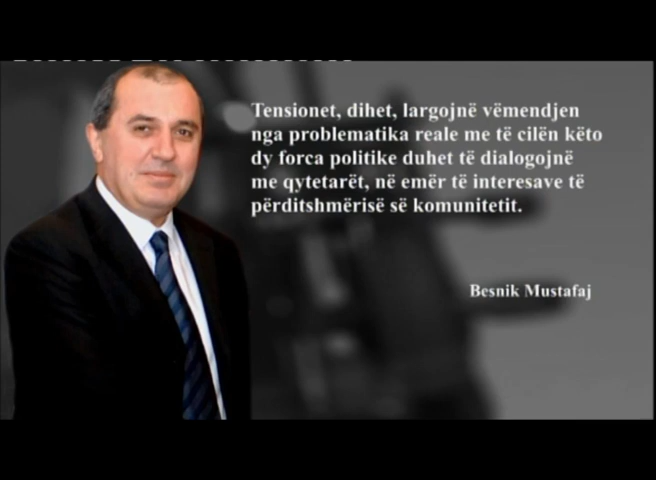 Tensionet, dihet, largojnë vëmendjen
nga problematika reale me të cilën këto
dy forca politike duhet të dialogojnë
me qytetarët, në emër të interesave të
përditshmërisë së komunitetit.
Besnik Mustafaj